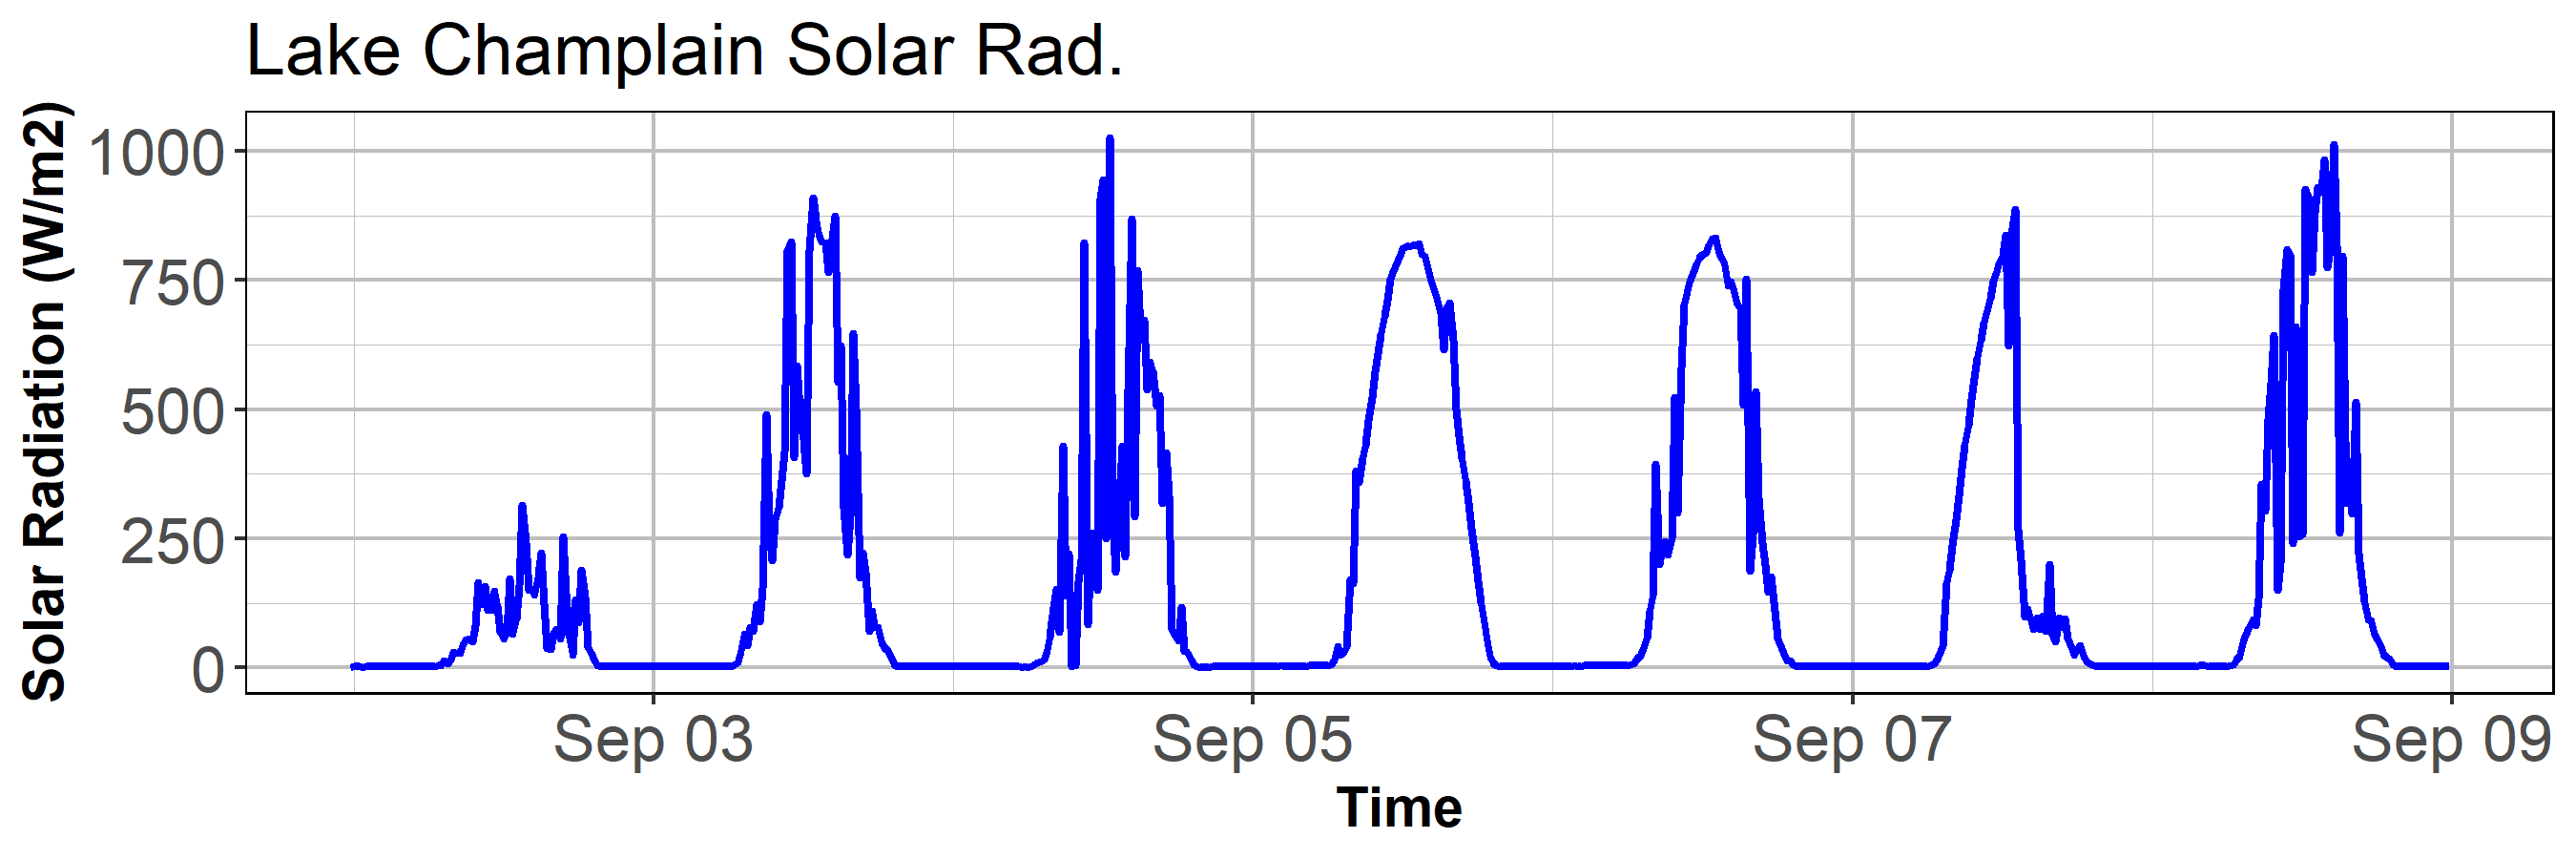 Lake Champlain Solar Rad.
Solar Radiation (W/m2)
1000
750
500
250
0
Sep 03 Sep 05 Sep 07 Sep 09
Time